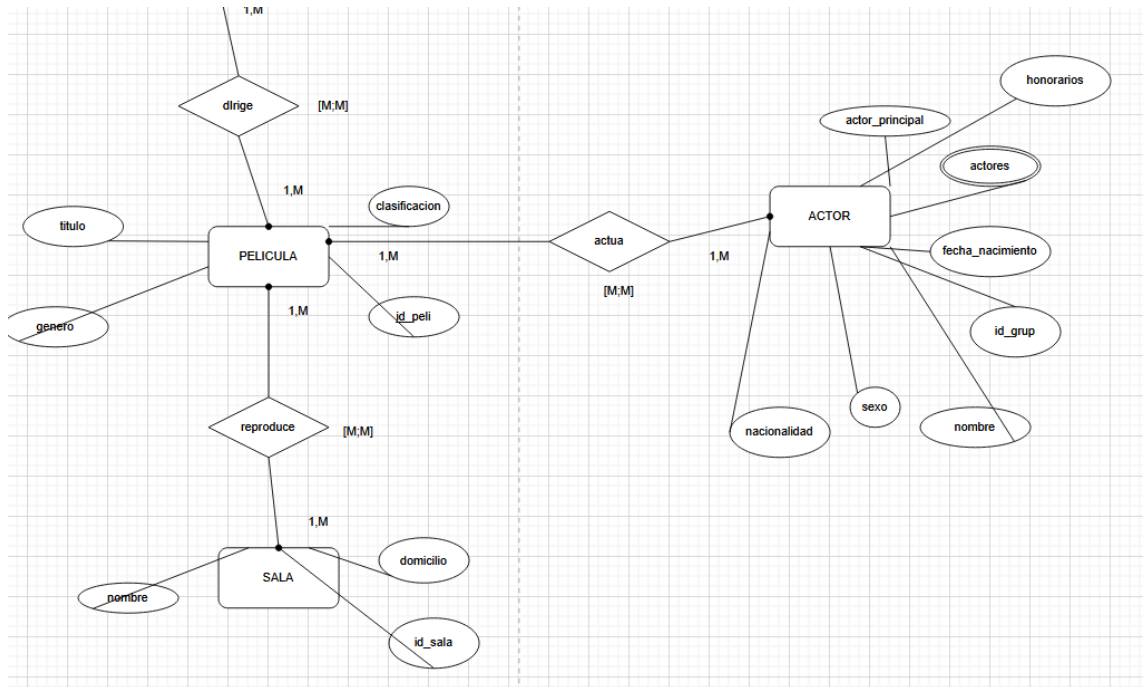 1,M
dIrige
[M;M]
1,M
titulo
clasificacion
PELICULA
1,M
genero
id_peli
1,M
reproduce
[M;M]
1,M
SALA
nombre
domicilio
id_sala
actua
[M;M]
1,M
honorarios
actor_principal
actores
ACTOR
fecha_nacimiento
id_grup
nombre
sexo
nacionalidad